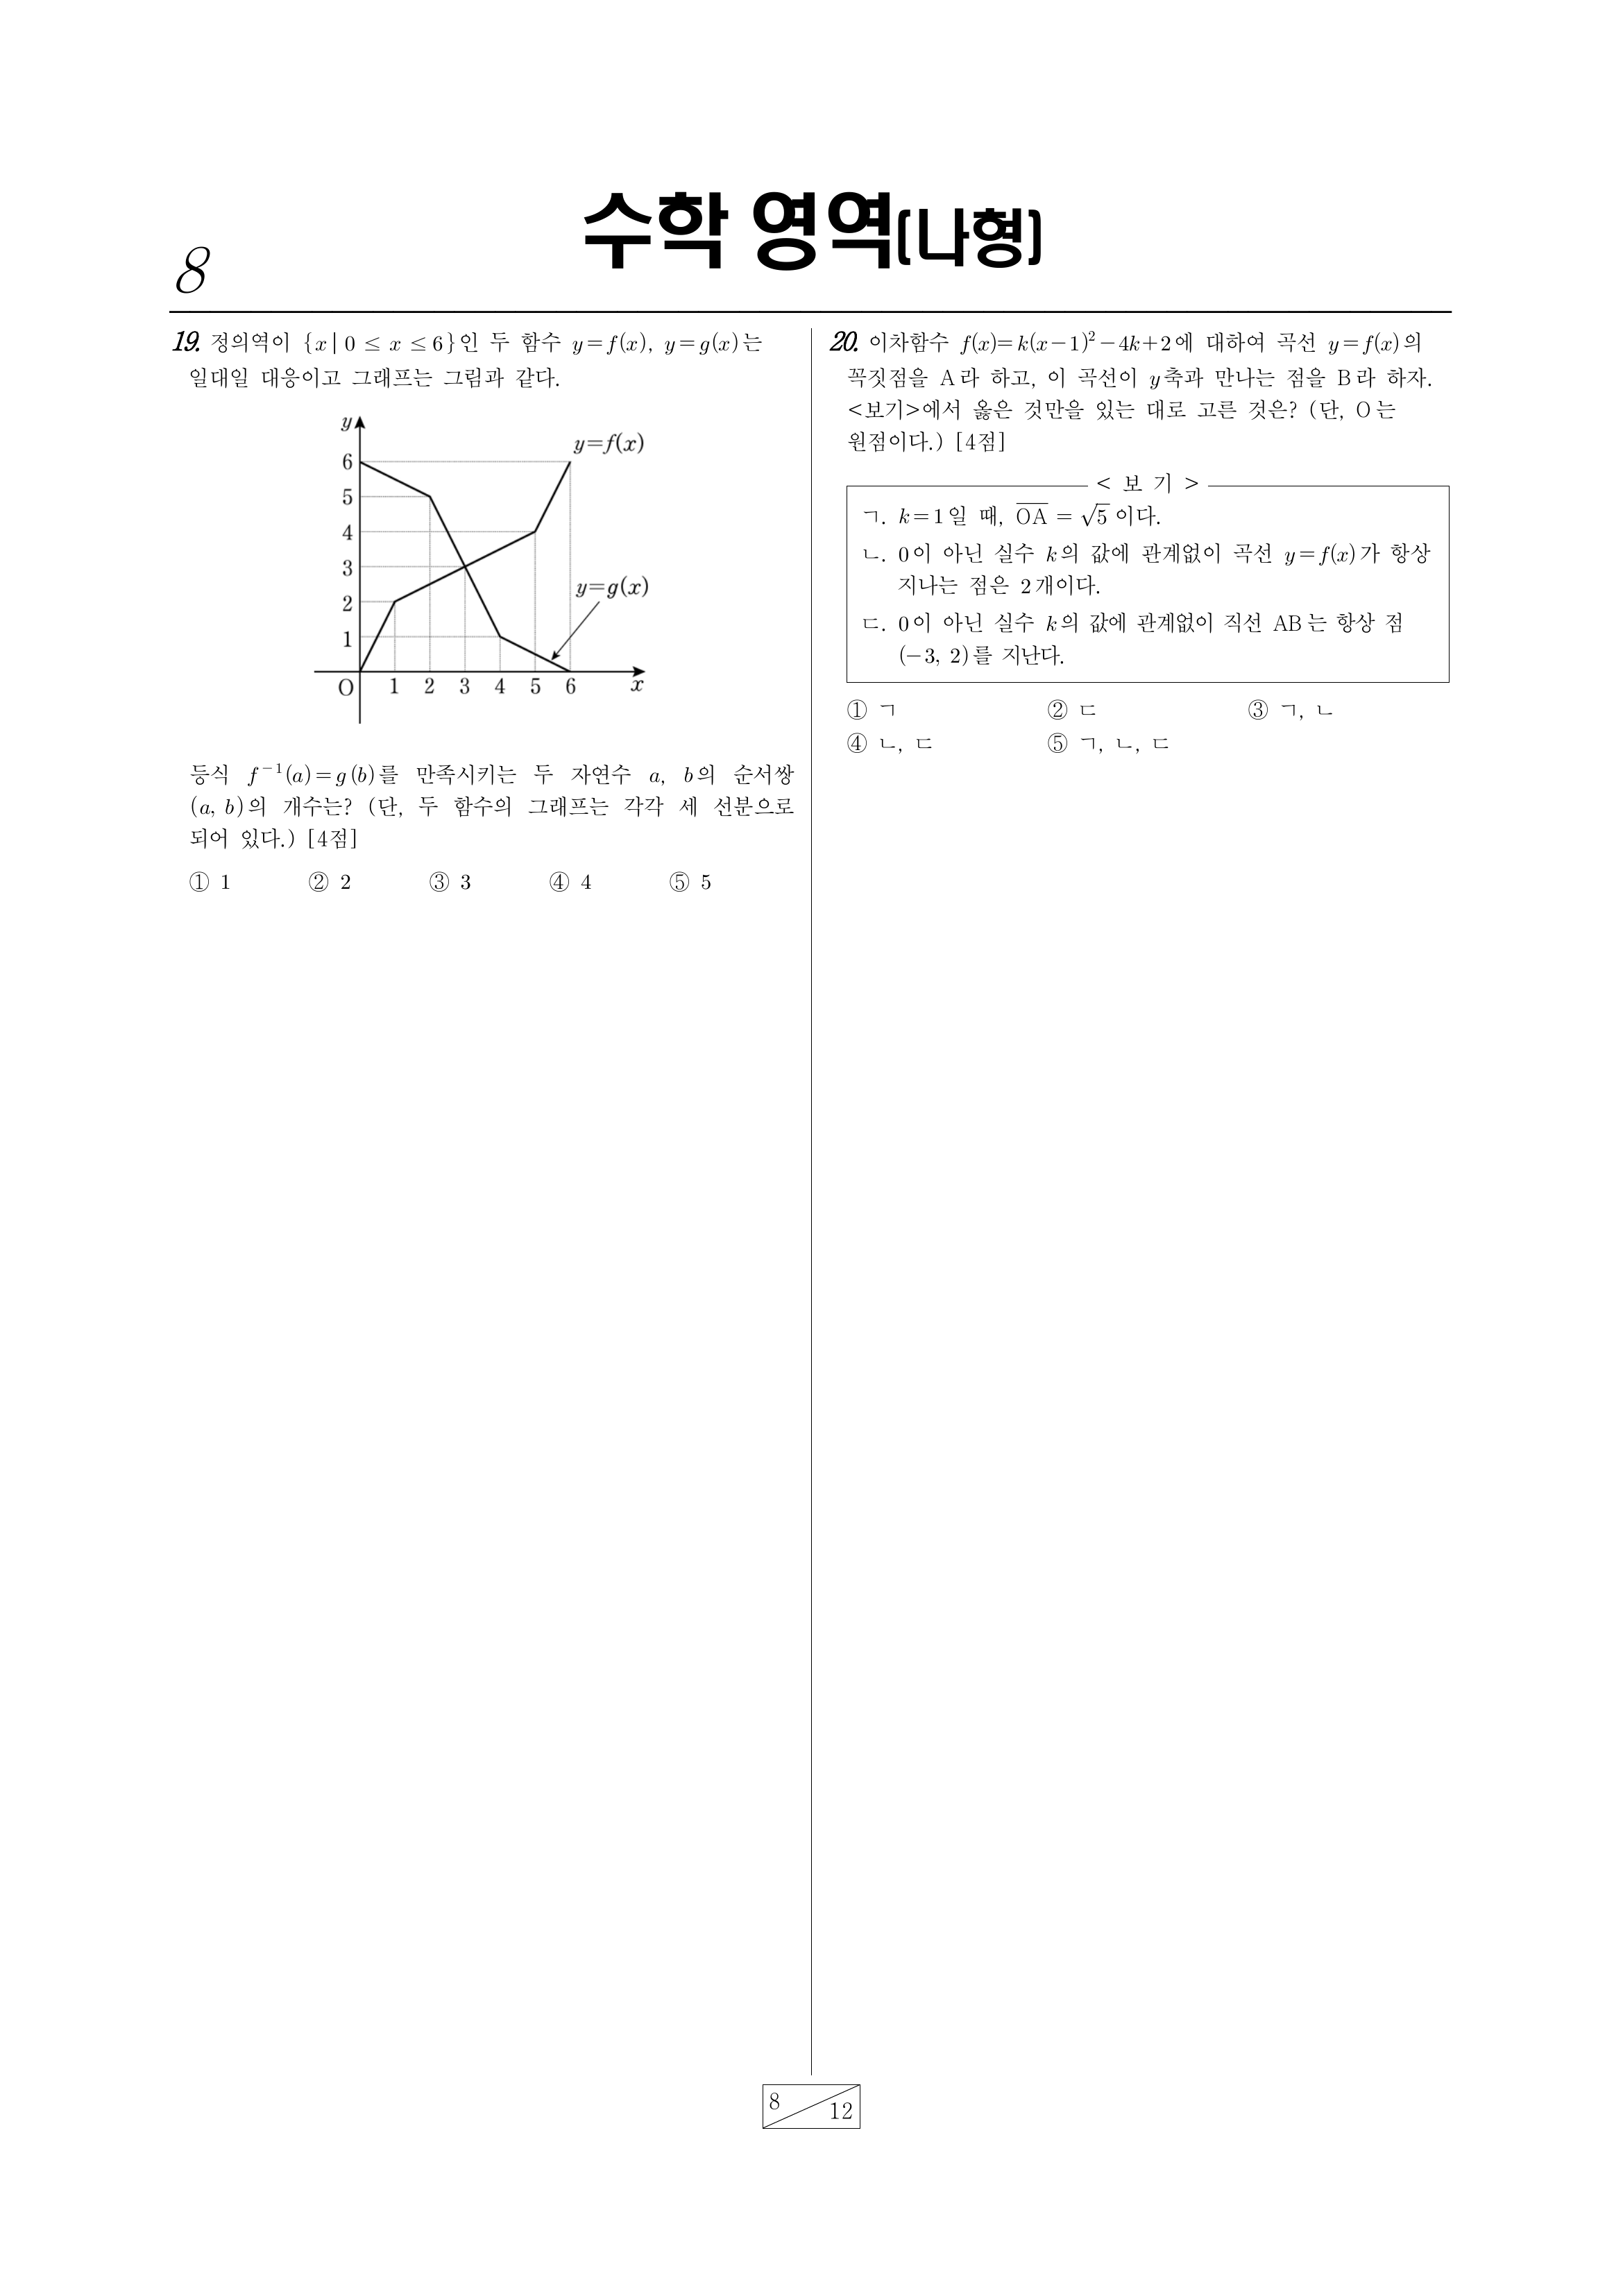 수학 영역(나형)
8
19. 정의역이 {x | 0 ≤ x ≤ 6}인 두 함수 y=f(x), y=g(x)는
일대일 대응이고 그래프는 그림과 같다.
y
y=f(x)
6
5
4
3
y=g(x)
2
1
O 1 2 3 4 5 6 x
등식 f⁻¹(a)=g(b)를 만족시키는 두 자연수 a, b의 순서쌍
(a, b)의 개수는? (단, 두 함수의 그래프는 각각 세 선분으로
되어 있다.) [4점]
① 1 ② 2 ③ 3 ④ 4 ⑤ 5
20. 이차함수 f(x)=k(x-1)²-4k+2에 대하여 곡선 y=f(x)의
꼭짓점을 A라 하고, 이 곡선이 y축과 만나는 점을 B라 하자.
<보기>에서 옳은 것만을 있는 대로 고른 것은? (단, O는
원점이다.) [4점]
< 보 기 >
ㄱ. k=1일 때, O̅A̅ = √5 이다.
ㄴ. 0이 아닌 실수 k의 값에 관계없이 곡선 y=f(x)가 항상
지나는 점은 2개이다.
ㄷ. 0이 아닌 실수 k의 값에 관계없이 직선 AB는 항상 점
(-3, 2)를 지난다.
① ㄱ ② ㄷ ③ ㄱ, ㄴ
④ ㄴ, ㄷ ⑤ ㄱ, ㄴ, ㄷ
8 12